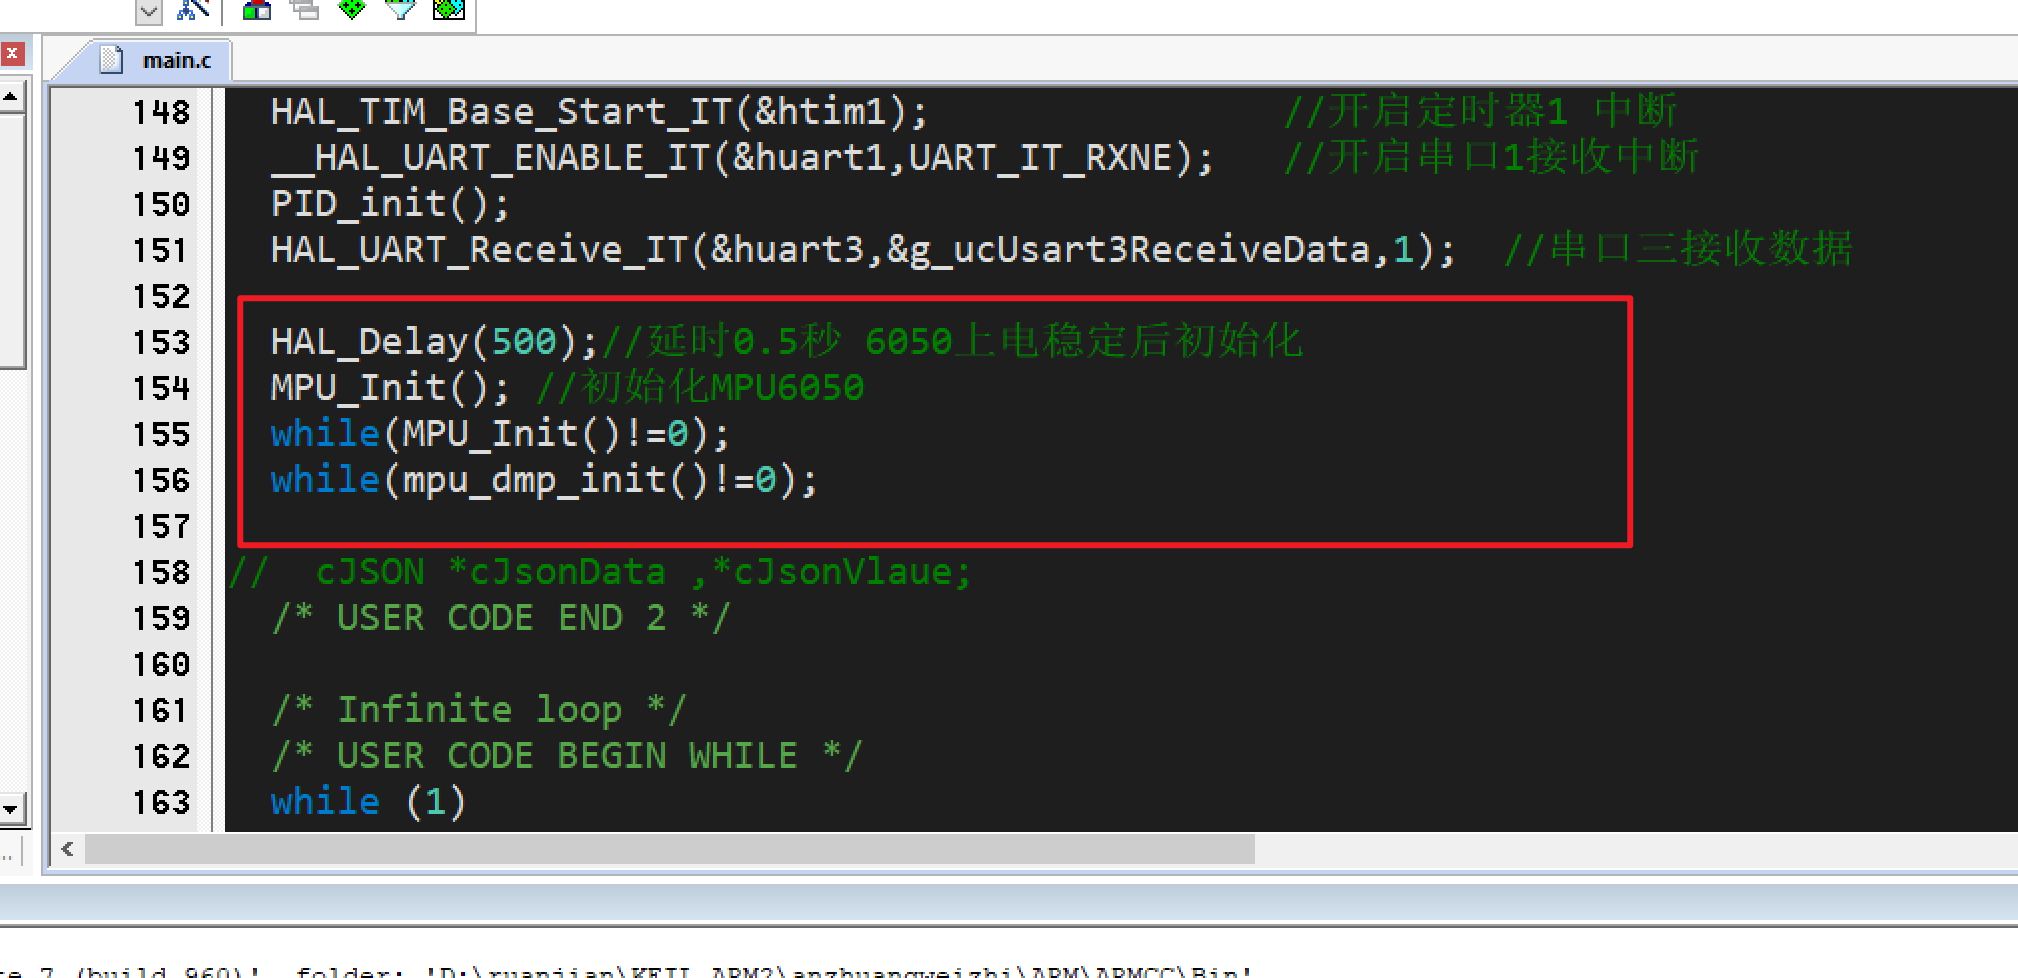 main.c
148 HAL_TIM_Base_Start_IT(&htim1); //开启定时器1 中断
149 __HAL_UART_ENABLE_IT(&huart1,UART_IT_RXNE); //开启串口1接收中断
150 PID_init();
151 HAL_UART_Receive_IT(&huart3,&g_ucUsart3ReceiveData,1); //串口三接收数据
152
153 HAL_Delay(500);//延时0.5秒 6050上电稳定后初始化
154 MPU_Init(); //初始化MPU6050
155 while(MPU_Init()!=0);
156 while(mpu_dmp_init()!=0);
157
158 // cJSON *cJsonData ,*cJsonVlaue;
159 /* USER CODE END 2 */
160
161 /* Infinite loop */
162 /* USER CODE BEGIN WHILE */
163 while (1)
te 7 (build 960)', folder: 'D:\ruanjian\KEIL ARM2\anzhuangweizhi\ARM\ARMCC\Bin'